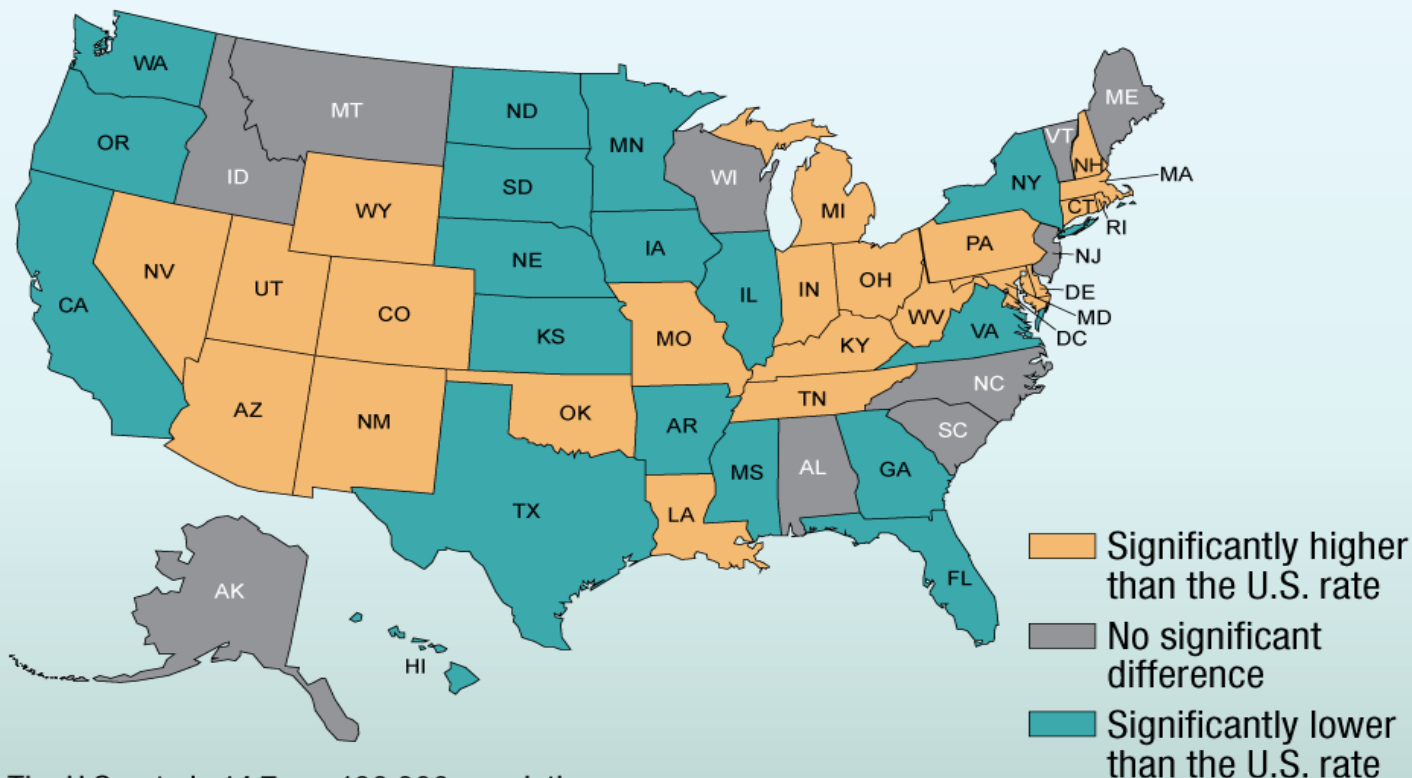 WA
MT
ND
MN
ME
VT
NH
MA
OR
ID
SD
WI
NY
CT
RI
WY
MI
PA
NJ
NV
UT
CO
NE
IA
IL
IN
OH
DE
MD
DC
CA
KS
MO
KY
WV
VA
AZ
NM
OK
AR
TN
NC
SC
TX
LA
MS
AL
GA
FL
AK
HI
Significantly higher
than the U.S. rate
No significant
difference
Significantly lower
than the U.S. rate